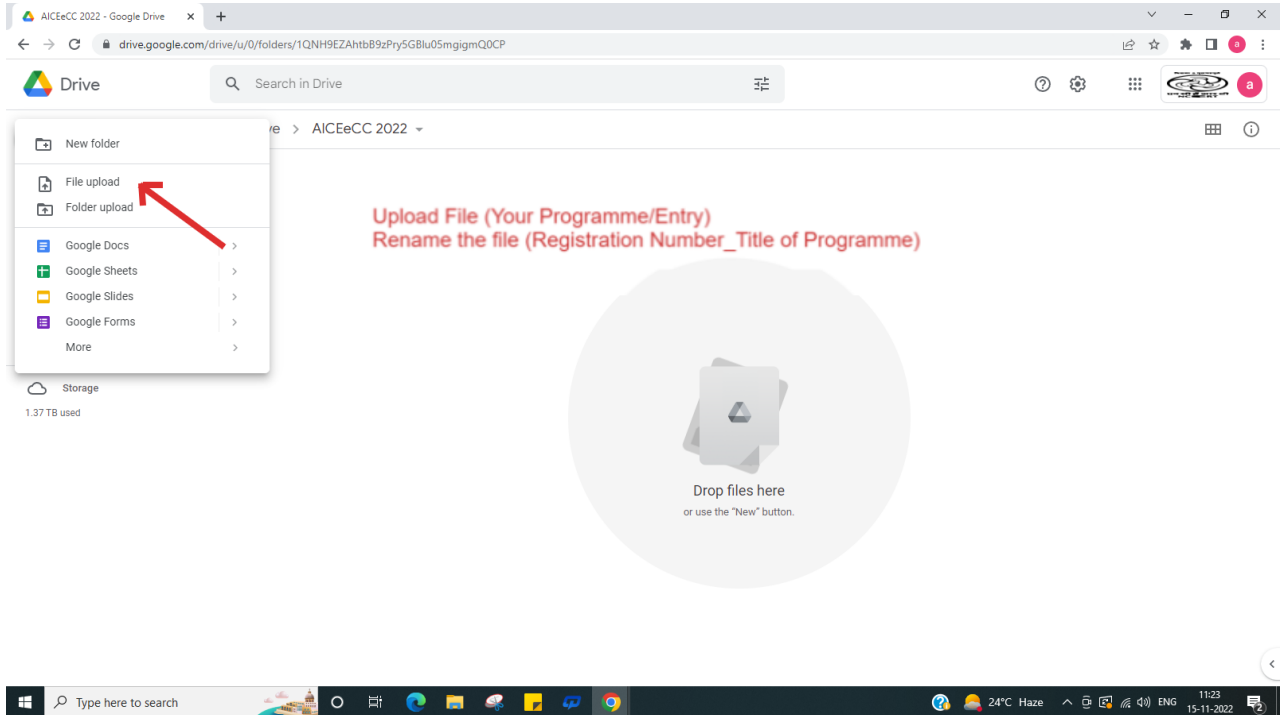 AICEeCC 2022 - Google Drive
drive.google.com/drive/u/0/folders/1QNH9EZAhtbB9zPry5GBlu05mgigmQ0CP
a
Drive
Search in Drive
a
ve > AICEeCC 2022
New folder
File upload
Folder upload
Google Docs
Google Sheets
Google Slides
Google Forms
More
Storage
1.37 TB used
Upload File (Your Programme/Entry)
Rename the file (Registration Number_Title of Programme)
Drop files here
or use the "New" button.
Type here to search
24°C Haze
ENG
11:23
15-11-2022
2